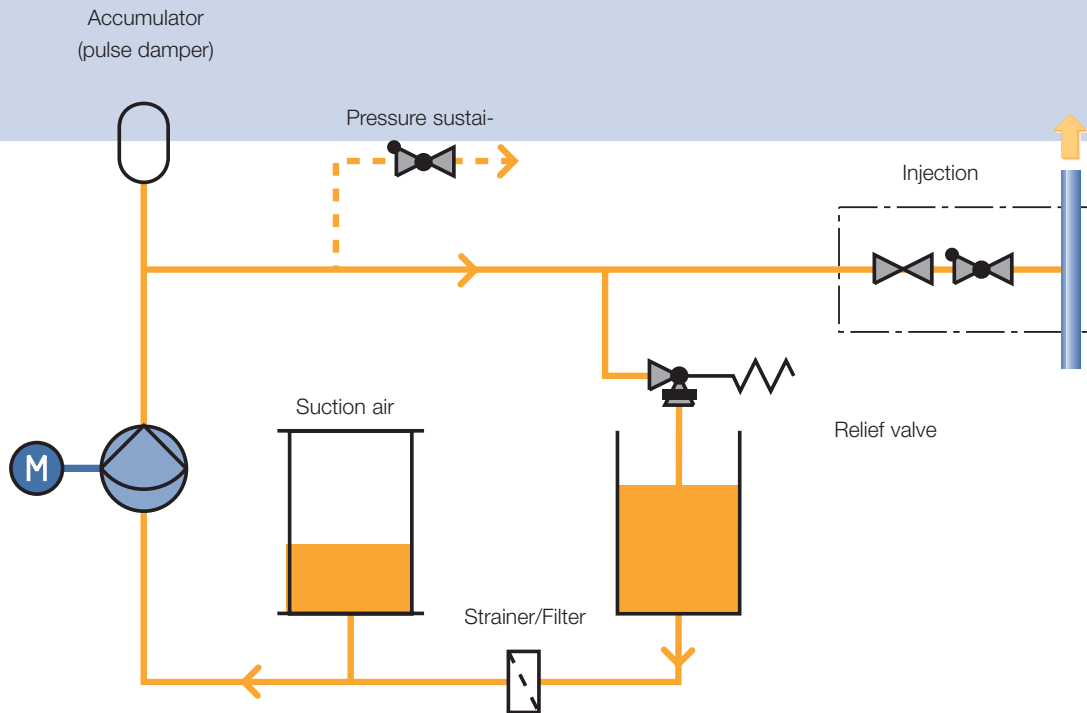 Accumulator
(pulse damper)
Pressure sustai-
Injection
Suction air
Relief valve
M
Strainer/Filter